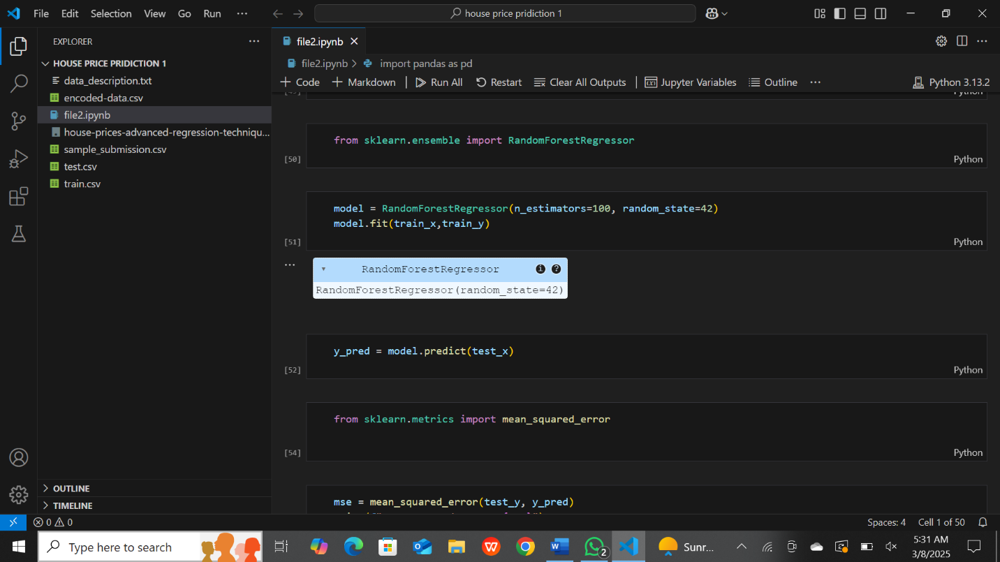 File Edit Selection View Go Run ··· house price pridiction 1
EXPLORER
HOUSE PRICE PRIDICTION 1
data_description.txt
encoded-data.csv
file2.ipynb
house-prices-advanced-regression-techniqu...
sample_submission.csv
test.csv
train.csv
OUTLINE
TIMELINE
file2.ipynb
file2.ipynb > import pandas as pd
+ Code + Markdown Run All Restart Clear All Outputs Jupyter Variables Outline ··· Python 3.13.2
Python
from sklearn.ensemble import RandomForestRegressor
[50] Python
model = RandomForestRegressor(n_estimators=100, random_state=42)
model.fit(train_x,train_y)
[51] Python
RandomForestRegressor
RandomForestRegressor(random_state=42)
y_pred = model.predict(test_x)
[52] Python
from sklearn.metrics import mean_squared_error
[54] Python
mse = mean_squared_error(test_y, y_pred)
0 0 Spaces: 4 Cell 1 of 50
Type here to search
W
2
Sunr...
5:31 AM
3/8/2025